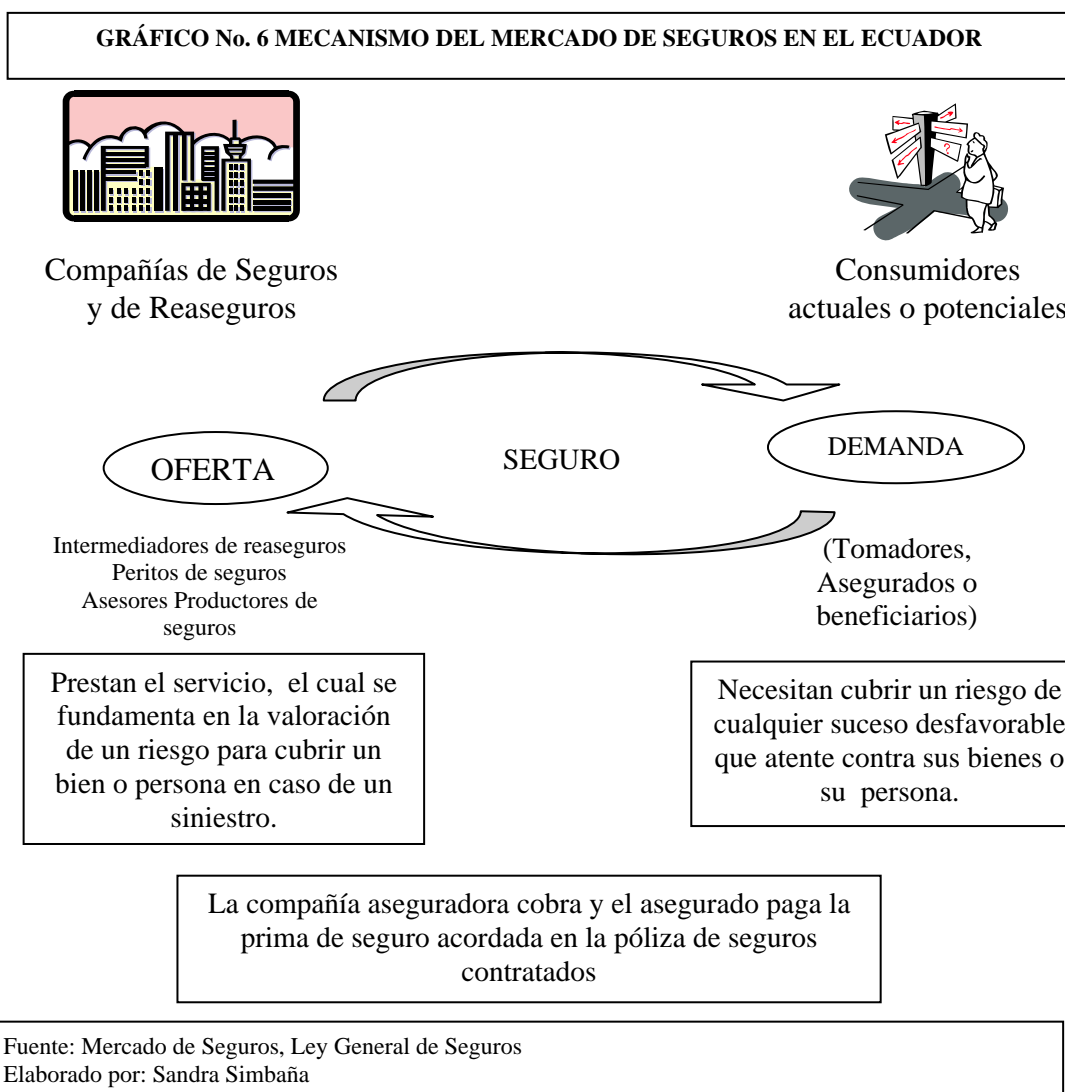 GRÁFICO No. 6 MECANISMO DEL MERCADO DE SEGUROS EN EL ECUADOR
?
Compañías de Seguros
y de Reaseguros
Consumidores
actuales o potenciales
OFERTA
SEGURO
DEMANDA
Intermediadores de reaseguros
Peritos de seguros
Asesores Productores de
seguros
(Tomadores,
Asegurados o
beneficiarios)
Prestan el servicio, el cual se
fundamenta en la valoración
de un riesgo para cubrir un
bien o persona en caso de un
siniestro.
Necesitan cubrir un riesgo de
cualquier suceso desfavorable
que atente contra sus bienes o
su persona.
La compañía aseguradora cobra y el asegurado paga la
prima de seguro acordada en la póliza de seguros
contratados
Fuente: Mercado de Seguros, Ley General de Seguros
Elaborado por: Sandra Simbaña